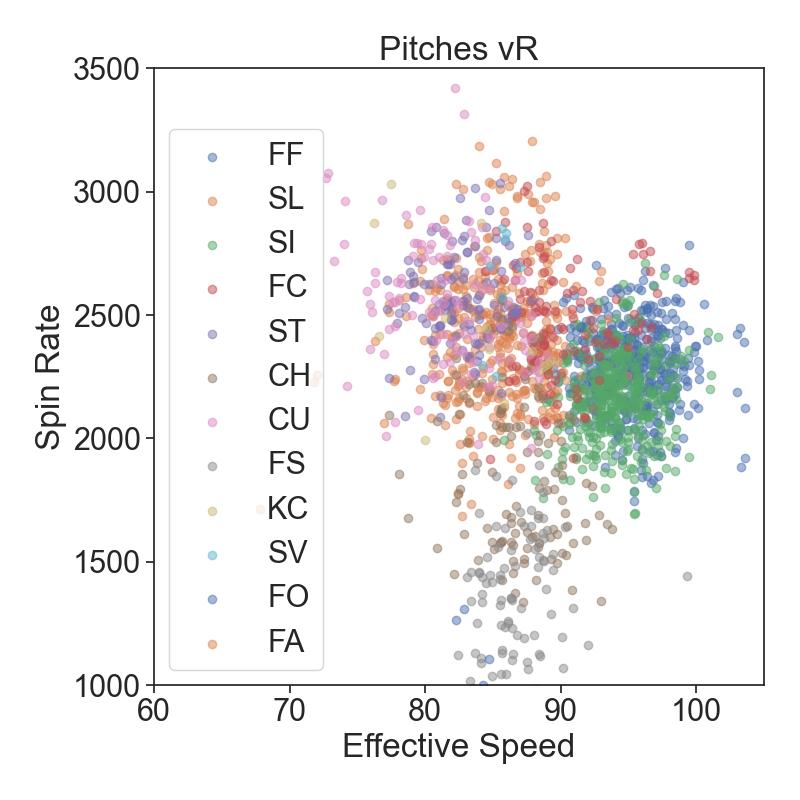 Pitches vR
3500
3000
2500
2000
1500
1000
Spin Rate
FF
SL
SI
FC
ST
CH
CU
FS
KC
SV
FO
FA
60 70 80 90 100
Effective Speed